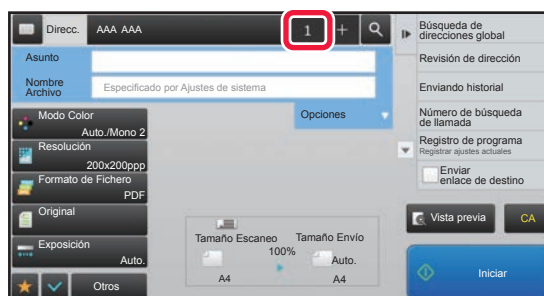 Direcc.
AAA AAA
1
+
Asunto
Nombre
Archivo
Especificado por Ajustes de sistema
Opciones
Modo Color
Auto./Mono 2
Resolución
200x200ppp
Formato de Fichero
PDF
Original
Exposición
Auto.
Otros
Tamaño Escaneo
Tamaño Envío
100%
Auto.
A4
A4
Búsqueda de
direcciones global
Revisión de dirección
Enviando historial
Número de búsqueda
de llamada
Registro de programa
Registrar ajustes actuales
Enviar
enlace de destino
Vista previa
CA
Iniciar